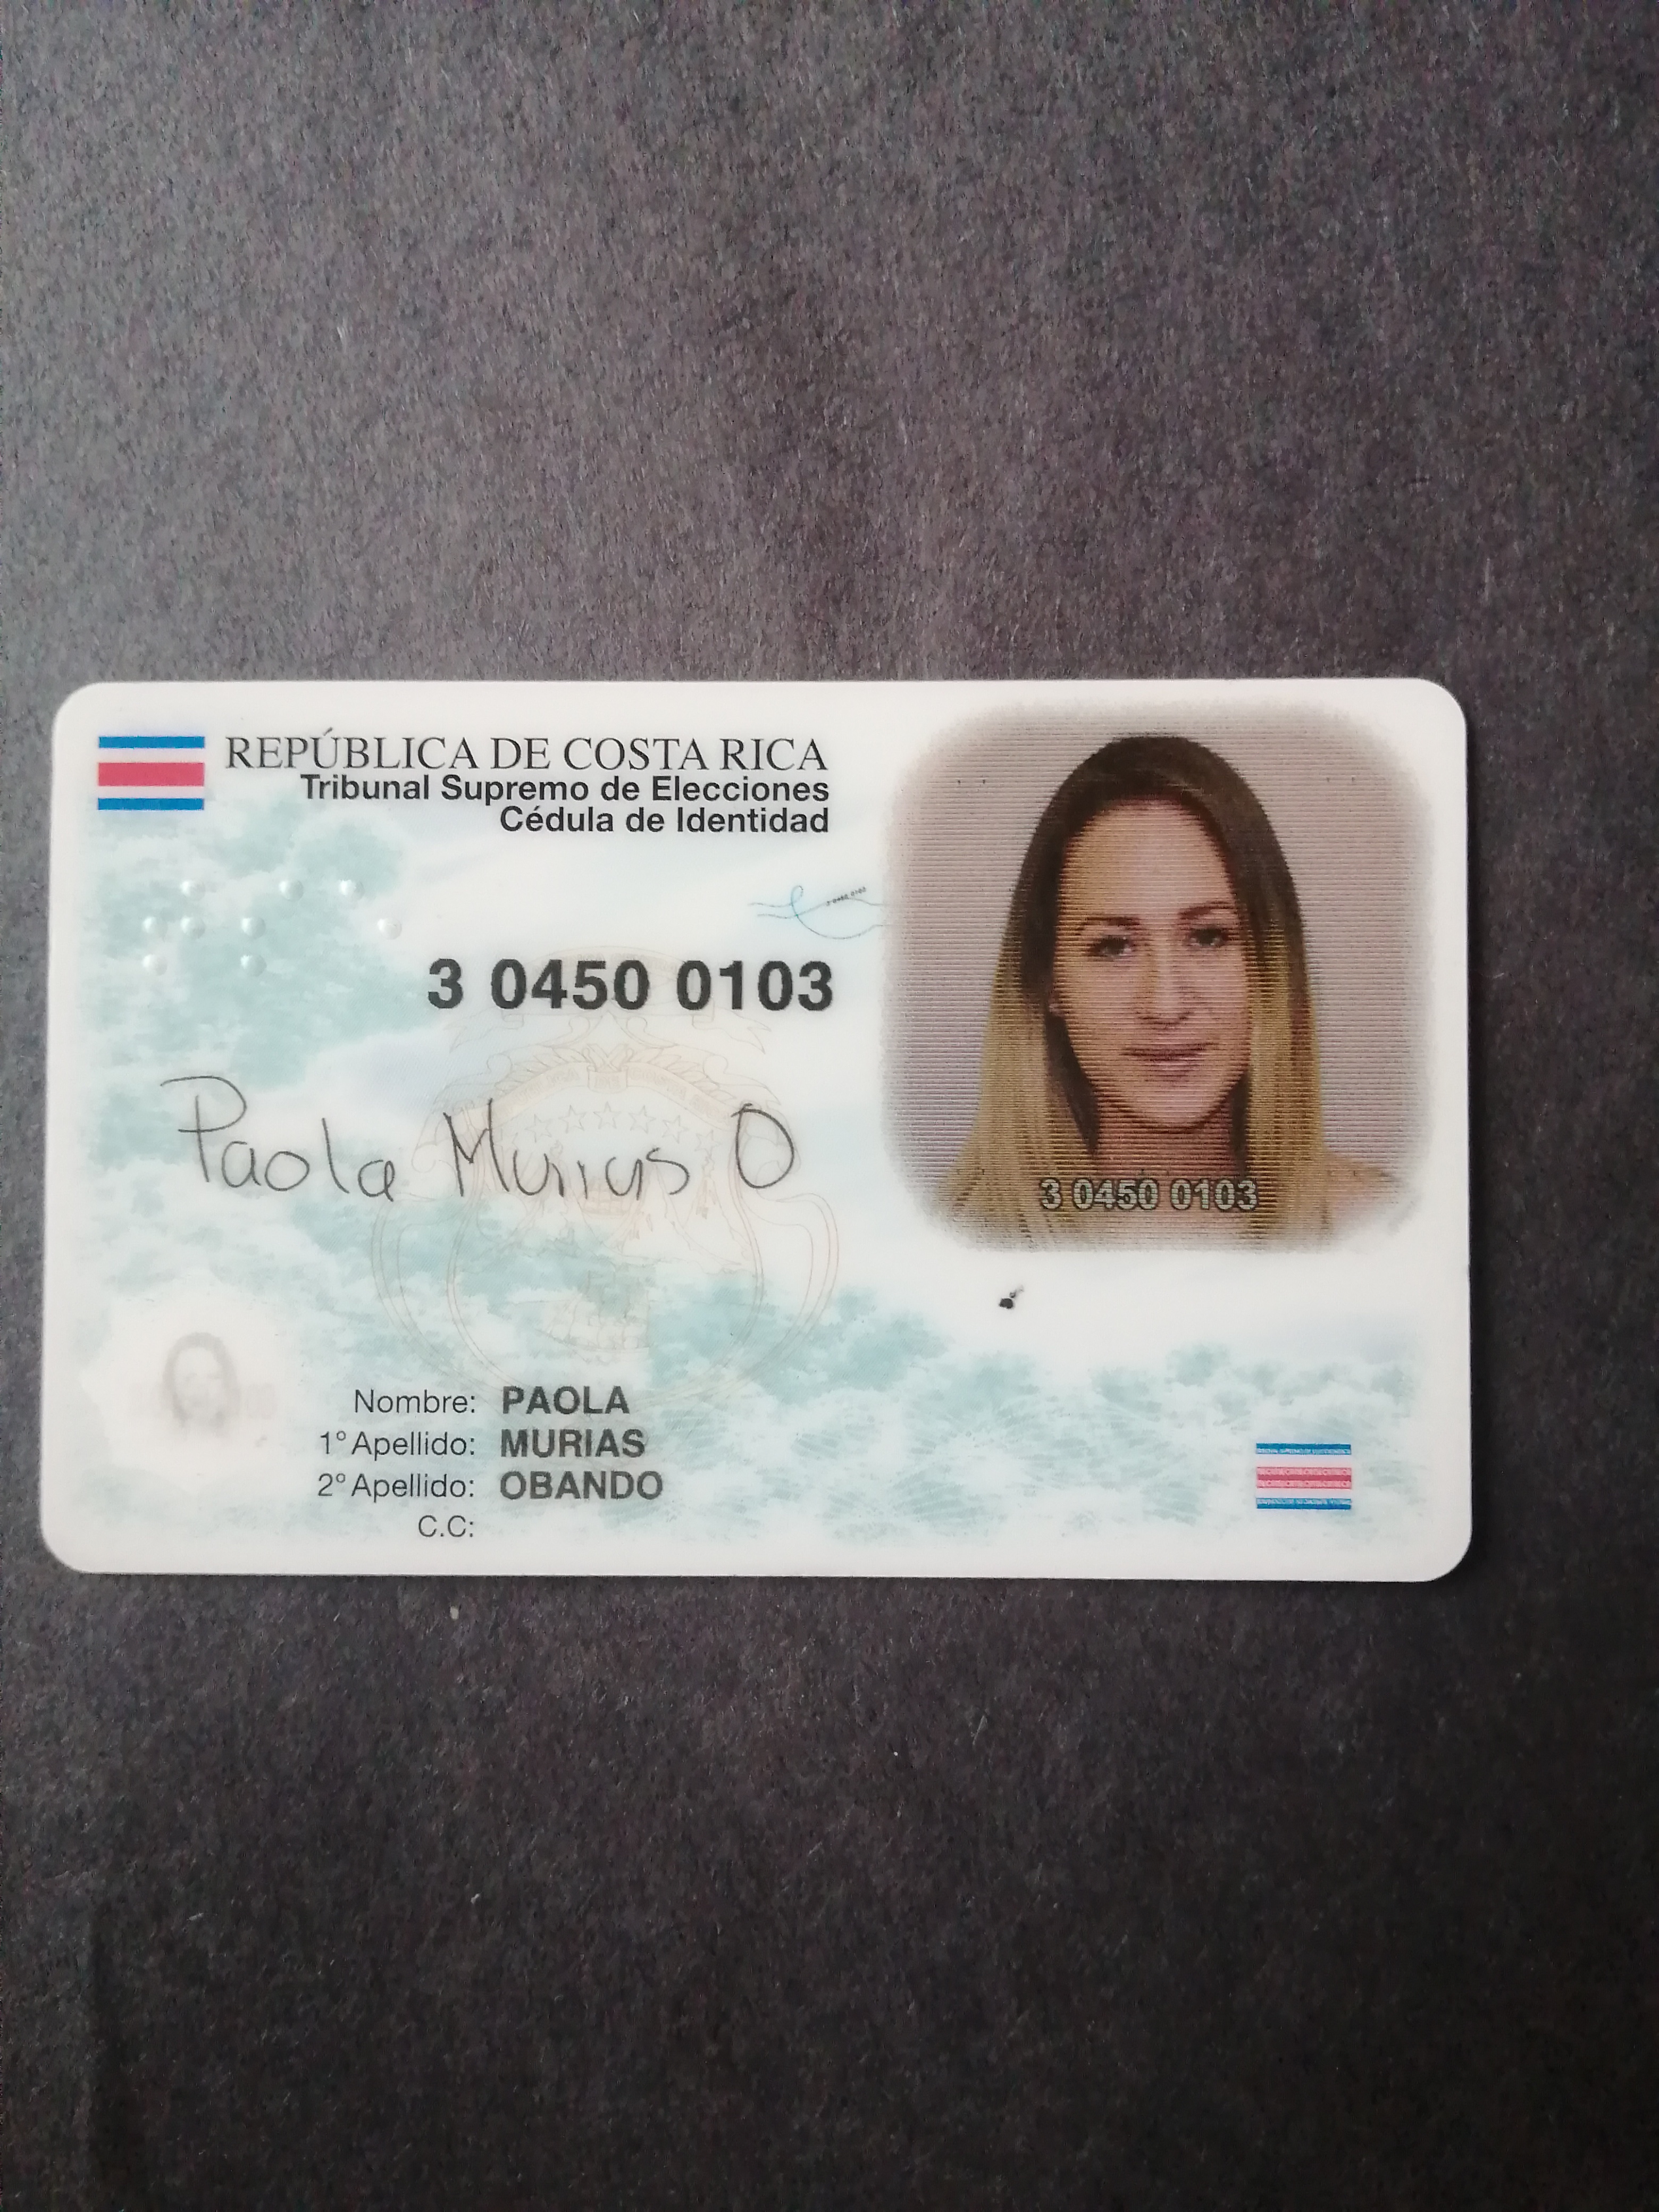 REPÚBLICA DE COSTA RICA
Tribunal Supremo de Elecciones
Cédula de Identidad
3 0450 0103
Paola Murias O
3 0450 0103
Nombre: PAOLA
1° Apellido: MURIAS
2° Apellido: OBANDO
C.C: